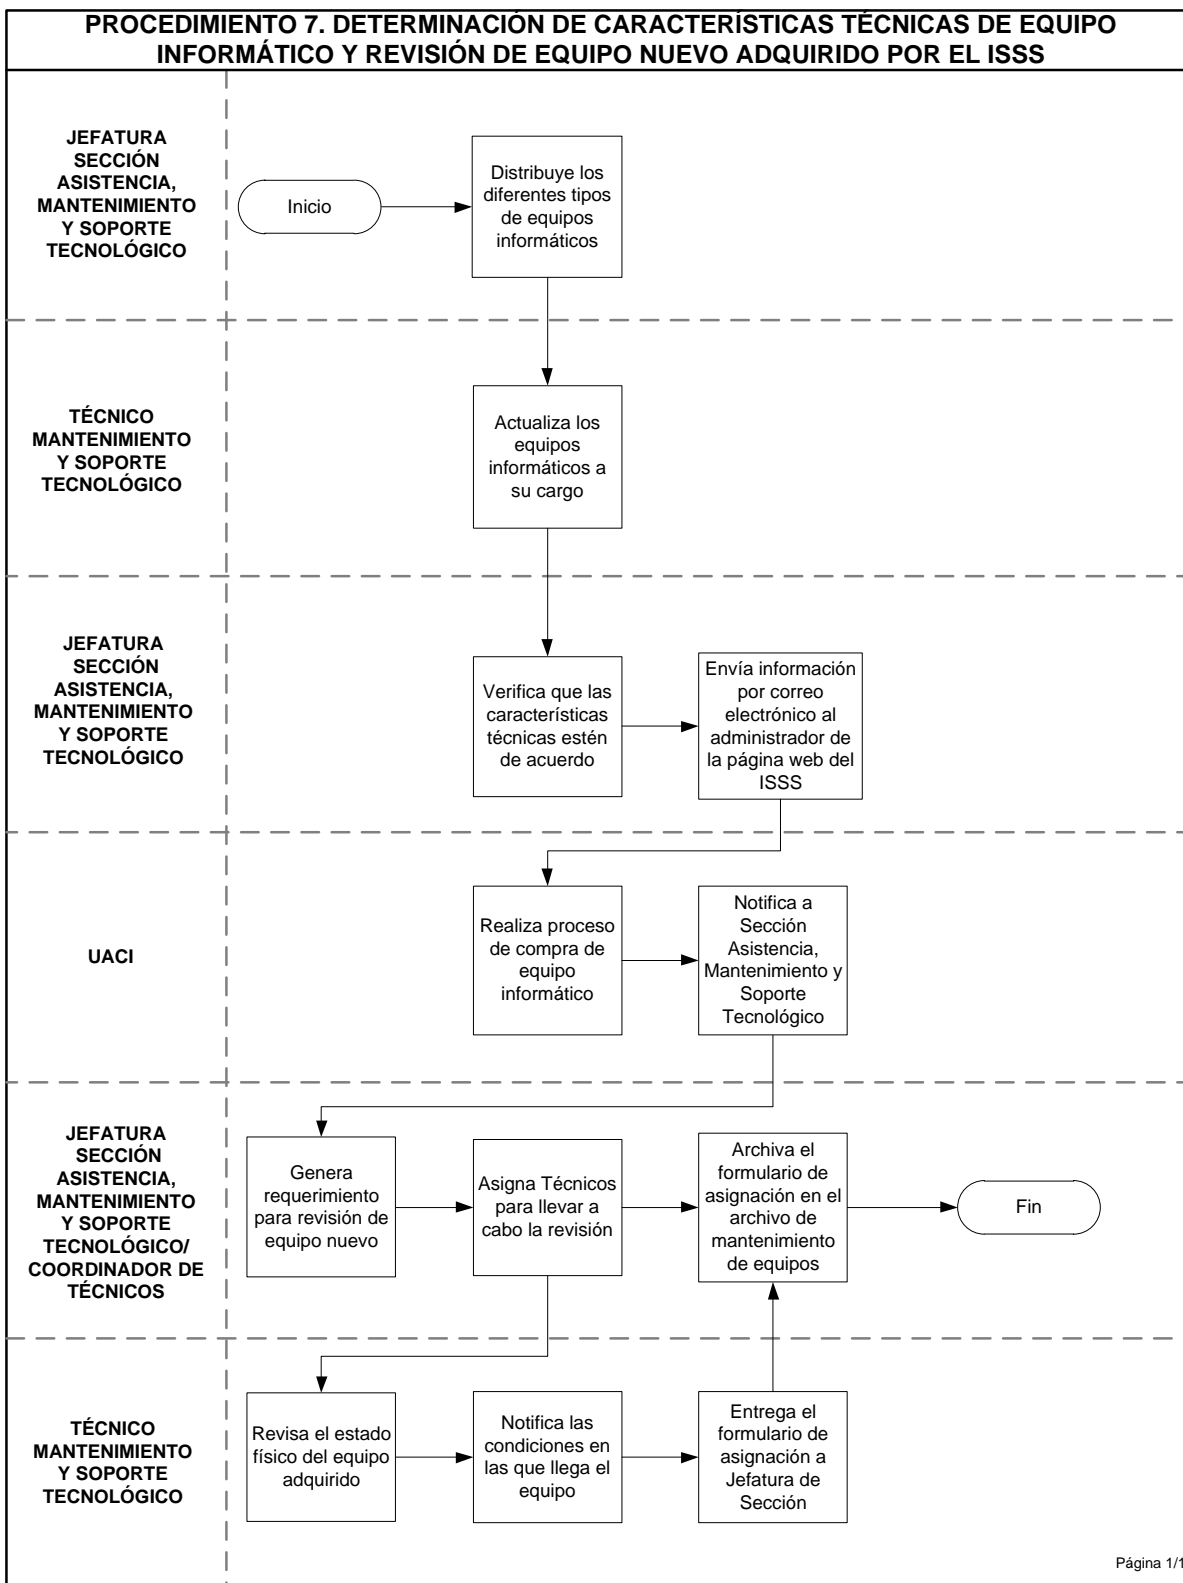 PROCEDIMIENTO 7. DETERMINACIÓN DE CARACTERÍSTICAS TÉCNICAS DE EQUIPO
INFORMÁTICO Y REVISIÓN DE EQUIPO NUEVO ADQUIRIDO POR EL ISSS
JEFATURA
SECCIÓN
ASISTENCIA,
MANTENIMIENTO
Y SOPORTE
TECNOLÓGICO
Inicio
Distribuye los
diferentes tipos
de equipos
informáticos
TÉCNICO
MANTENIMIENTO
Y SOPORTE
TECNOLÓGICO
Actualiza los
equipos
informáticos a
su cargo
JEFATURA
SECCIÓN
ASISTENCIA,
MANTENIMIENTO
Y SOPORTE
TECNOLÓGICO
Verifica que las
características
técnicas estén
de acuerdo
Envía información
por correo
electrónico al
administrador de
la página web del
ISSS
UACI
Realiza proceso
de compra de
equipo
informático
Notifica a
Sección
Asistencia,
Mantenimiento y
Soporte
Tecnológico
JEFATURA
SECCIÓN
ASISTENCIA,
MANTENIMIENTO
Y SOPORTE
TECNOLÓGICO/
COORDINADOR DE
TÉCNICOS
Genera
requerimiento
para revisión de
equipo nuevo
Asigna Técnicos
para llevar a
cabo la revisión
Archiva el
formulario de
asignación en el
archivo de
mantenimiento
de equipos
Fin
TÉCNICO
MANTENIMIENTO
Y SOPORTE
TECNOLÓGICO
Revisa el estado
físico del equipo
adquirido
Notifica las
condiciones en
las que llega el
equipo
Entrega el
formulario de
asignación a
Jefatura de
Sección
Página 1/1